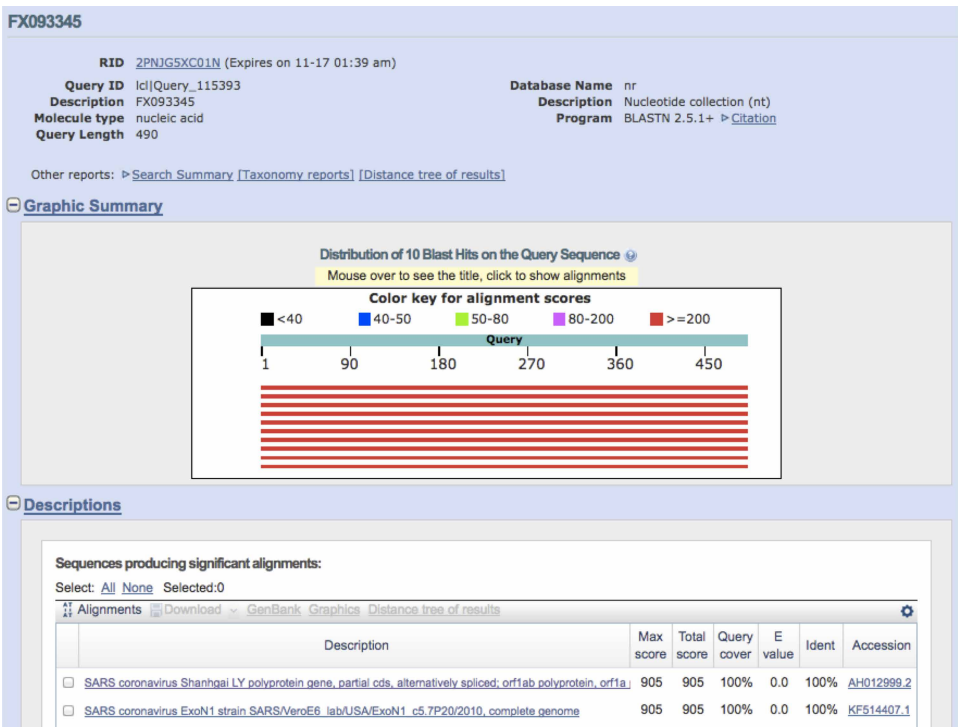 FX093345
RID 2PNJG5XC01N (Expires on 11-17 01:39 am)
Query ID lcl|Query_115393
Description FX093345
Molecule type nucleic acid
Query Length 490
Database Name nr
Description Nucleotide collection (nt)
Program BLASTN 2.5.1+ Citation
Other reports: Search Summary [Taxonomy reports] [Distance tree of results]
Graphic Summary
Distribution of 10 Blast Hits on the Query Sequence
Mouse over to see the title, click to show alignments
Color key for alignment scores
<40 40-50 50-80 80-200 >=200
Query
1 90 180 270 360 450
Descriptions
Sequences producing significant alignments:
Select: All None Selected:0
Alignments Download GenBank Graphics Distance tree of results
Description Max score Total score Query cover E value Ident Accession
SARS coronavirus Shanhgai LY polyprotein gene, partial cds, alternatively spliced; orf1ab polyprotein, orf1a 905 905 100% 0.0 100% AH012999.2
SARS coronavirus ExoN1 strain SARS/VeroE6_lab/USA/ExoN1_c5.7P20/2010, complete genome 905 905 100% 0.0 100% KF514407.1